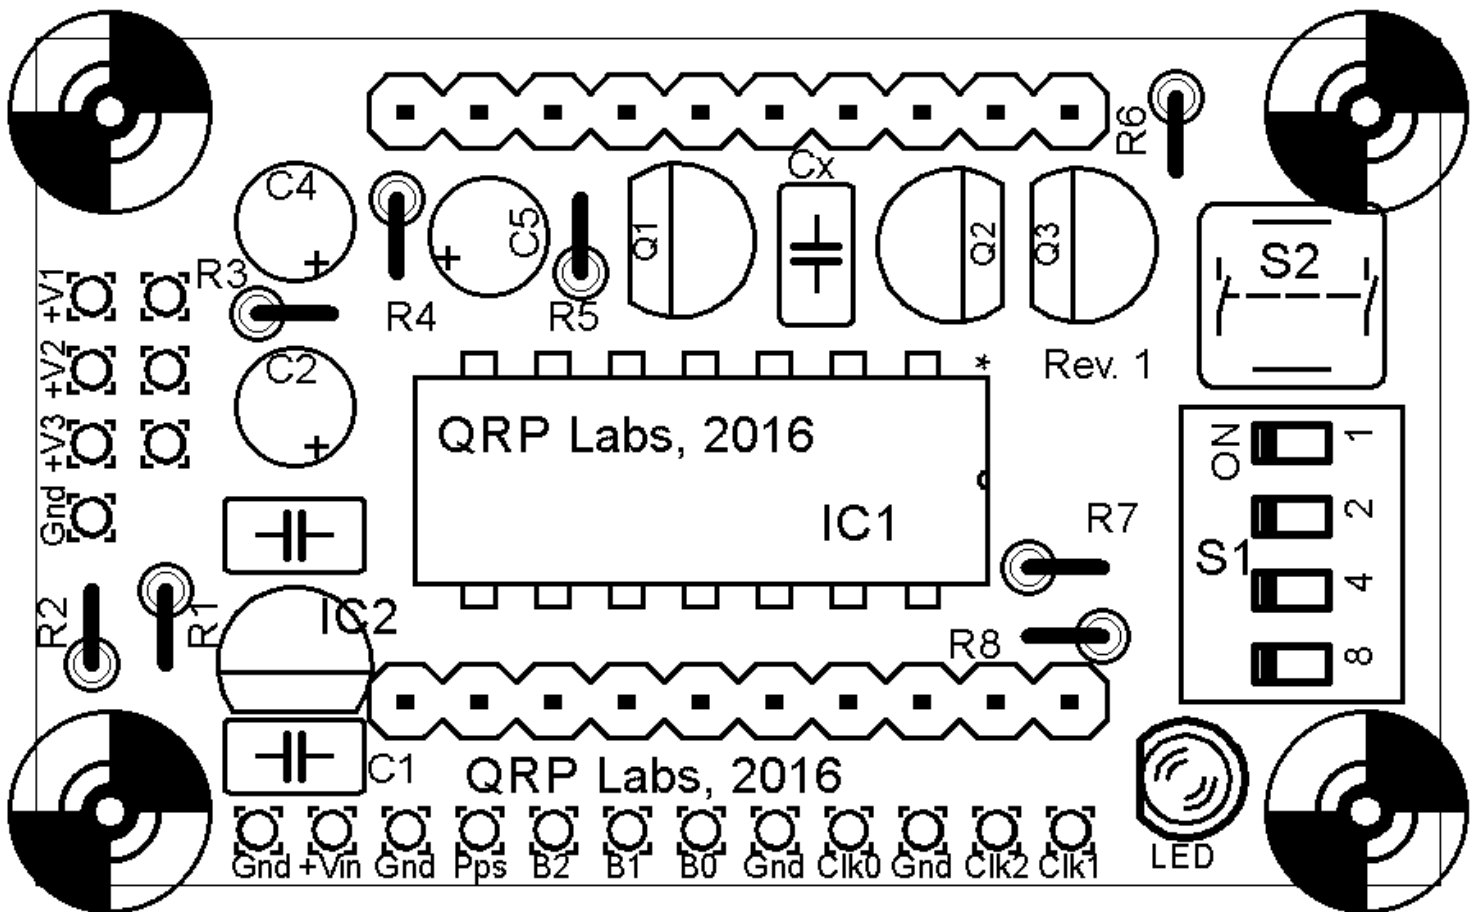 R6
Cx
C4
C5
Q1
Q2
Q3
S2
+V1
R3
R4
R5
+V2
C2
* Rev. 1
+V3
QRP Labs, 2016
ON
1
Gnd
IC1
R7
2
S1
R2
R1
IC2
4
R8
8
C1
QRP Labs, 2016
Gnd +Vin Gnd Pps B2 B1 B0 Gnd Clk0 Gnd Clk2 Clk1
LED